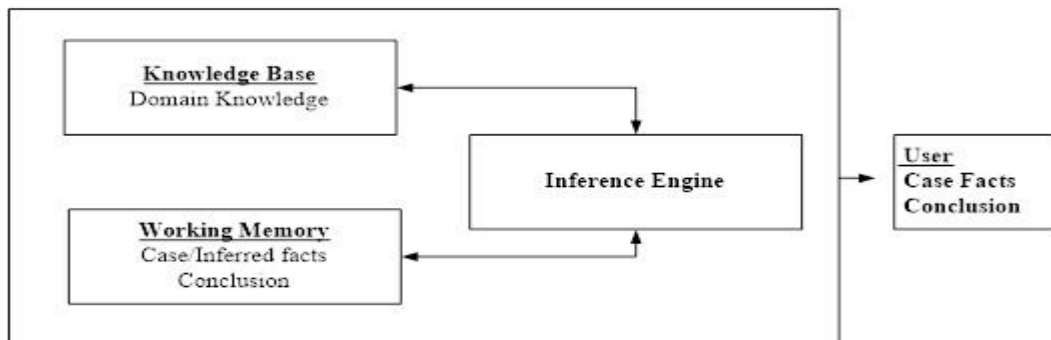 Knowledge Base
Domain Knowledge
Inference Engine
User
Case Facts
Conclusion
Working Memory
Case/Inferred facts
Conclusion